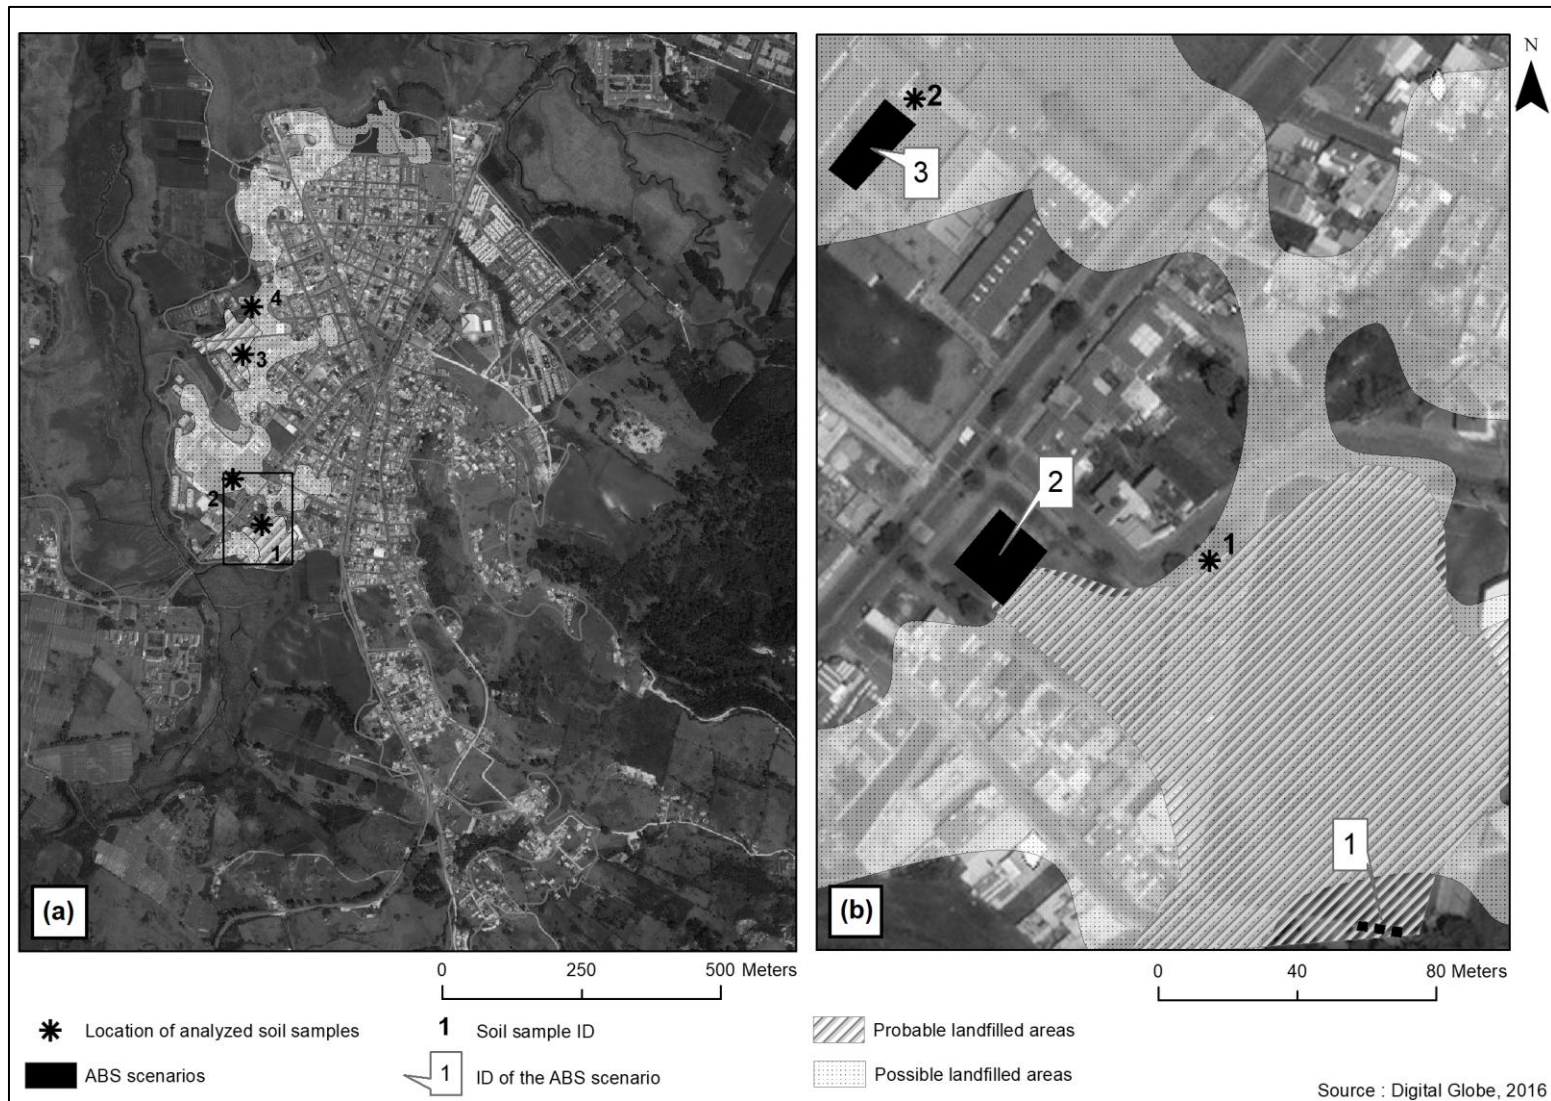 N
4
3
2
1
(a)
2
3
2
1
1
(b)
0 250 500 Meters
0 40 80 Meters
Location of analyzed soil samples
1 Soil sample ID
Probable landfilled areas
ABS scenarios
1 ID of the ABS scenario
Possible landfilled areas
Source : Digital Globe, 2016